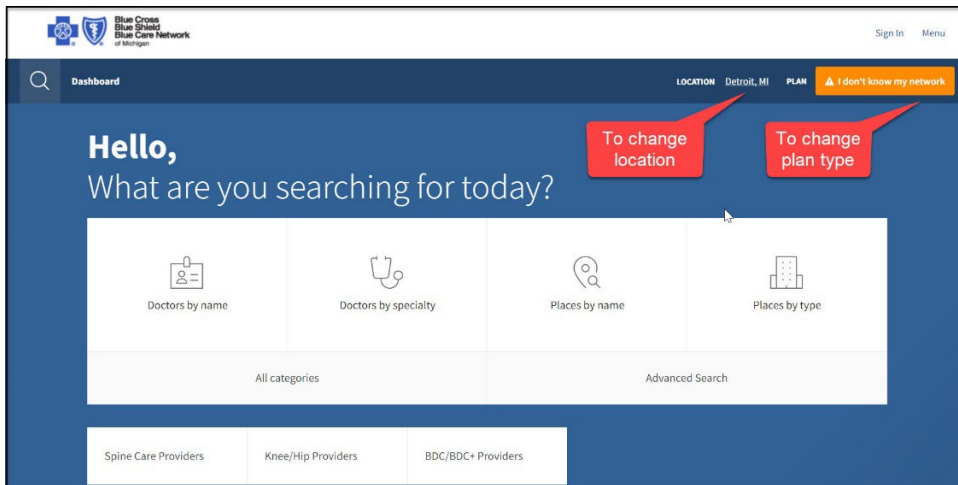 Blue Cross
Blue Shield
Blue Care Network
of Michigan
Sign In Menu
Dashboard
LOCATION Detroit, MI PLAN I don't know my network
To change
location
To change
plan type
Hello,
What are you searching for today?
Doctors by name
Doctors by specialty
Places by name
Places by type
All categories
Advanced Search
Spine Care Providers
Knee/Hip Providers
BDC/BDC+ Providers